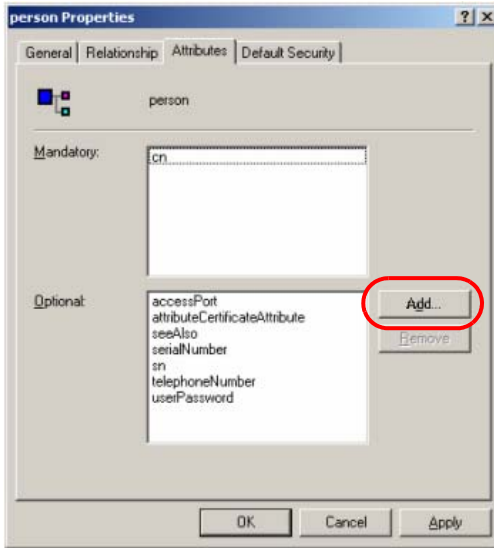 person Properties
General Relationship Attributes Default Security
person
Mandatory:
cn
Optional:
accessPort
attributeCertificateAttribute
seeAlso
serialNumber
sn
telephoneNumber
userPassword
Add...
Remove
OK Cancel Apply